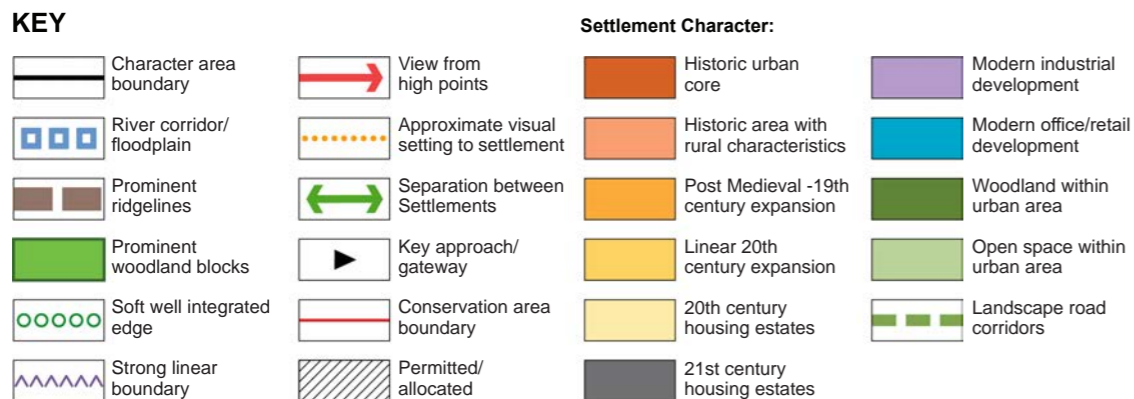 KEY
Character area
boundary
River corridor/
floodplain
Prominent
ridgelines
Prominent
woodland blocks
Soft well integrated
edge
Strong linear
boundary
View from
high points
Approximate visual
setting to settlement
Separation between
Settlements
Key approach/
gateway
Conservation area
boundary
Permitted/
allocated
Settlement Character:
Historic urban
core
Historic area with
rural characteristics
Post Medieval -19th
century expansion
Linear 20th
century expansion
20th century
housing estates
21st century
housing estates
Modern industrial
development
Modern office/retail
development
Woodland within
urban area
Open space within
urban area
Landscape road
corridors